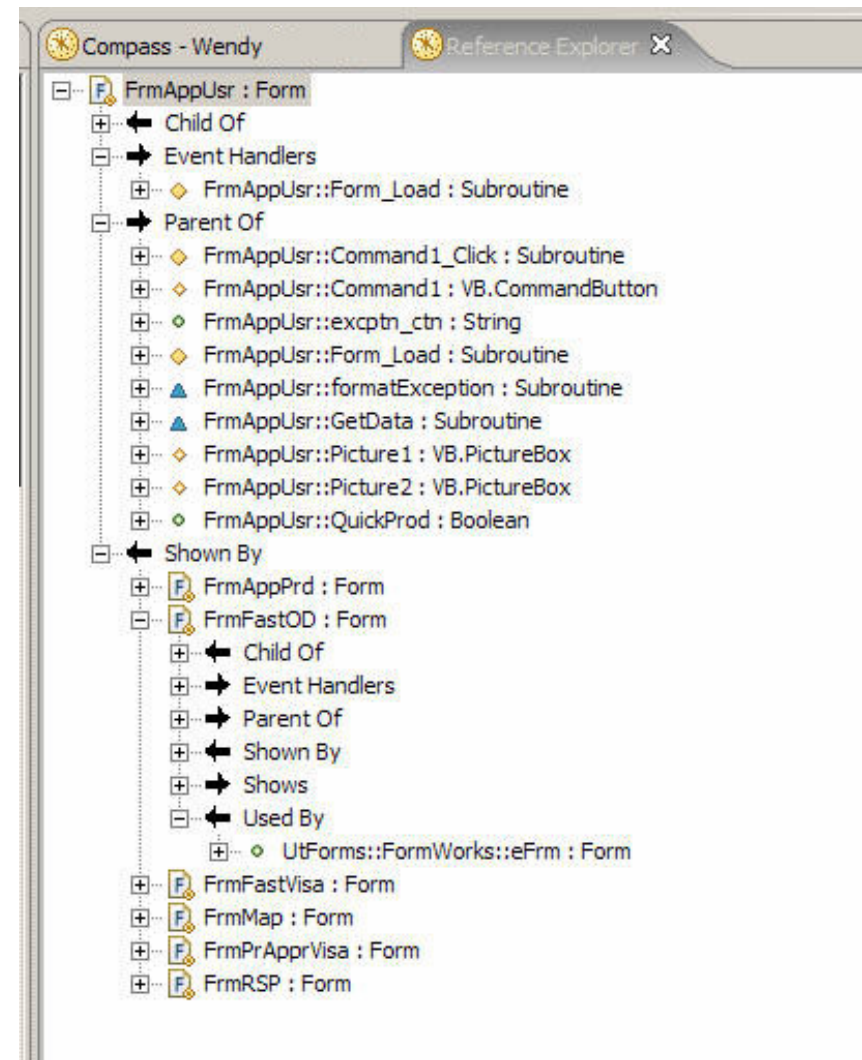 Compass - Wendy Reference Explorer
FrmAppUsr : Form
Child Of
Event Handlers
FrmAppUsr::Form_Load : Subroutine
Parent Of
FrmAppUsr::Command1_Click : Subroutine
FrmAppUsr::Command1 : VB.CommandButton
FrmAppUsr::excptn_ctn : String
FrmAppUsr::Form_Load : Subroutine
FrmAppUsr::formatException : Subroutine
FrmAppUsr::GetData : Subroutine
FrmAppUsr::Picture1 : VB.PictureBox
FrmAppUsr::Picture2 : VB.PictureBox
FrmAppUsr::QuickProd : Boolean
Shown By
FrmAppPrd : Form
FrmFastOD : Form
Child Of
Event Handlers
Parent Of
Shown By
Shows
Used By
UtForms::FormWorks::eFrm : Form
FrmFastVisa : Form
FrmMap : Form
FrmPrApprVisa : Form
FrmRSP : Form